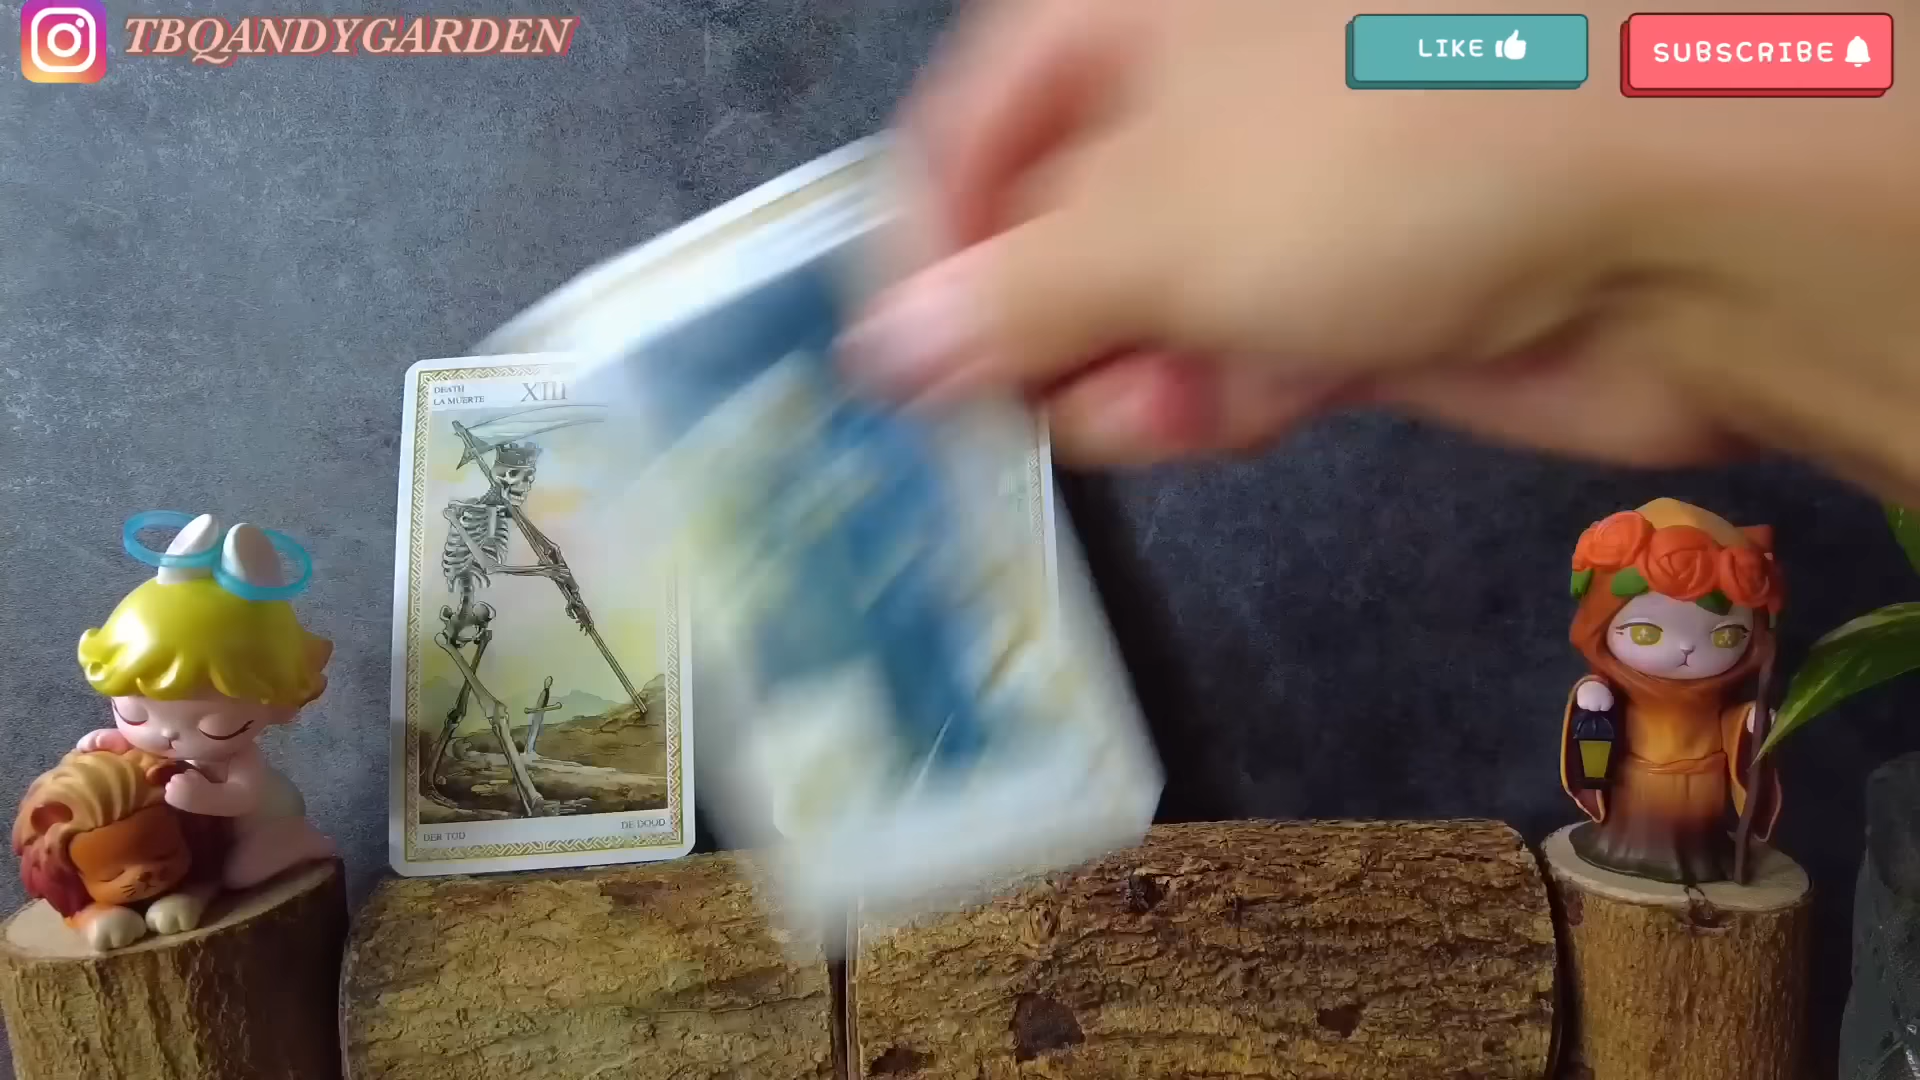 TBQANDYGARDEN
LIKE
SUBSCRIBE
DEATH
LA MUERTE
XIII
DER TOD
DE DOOD